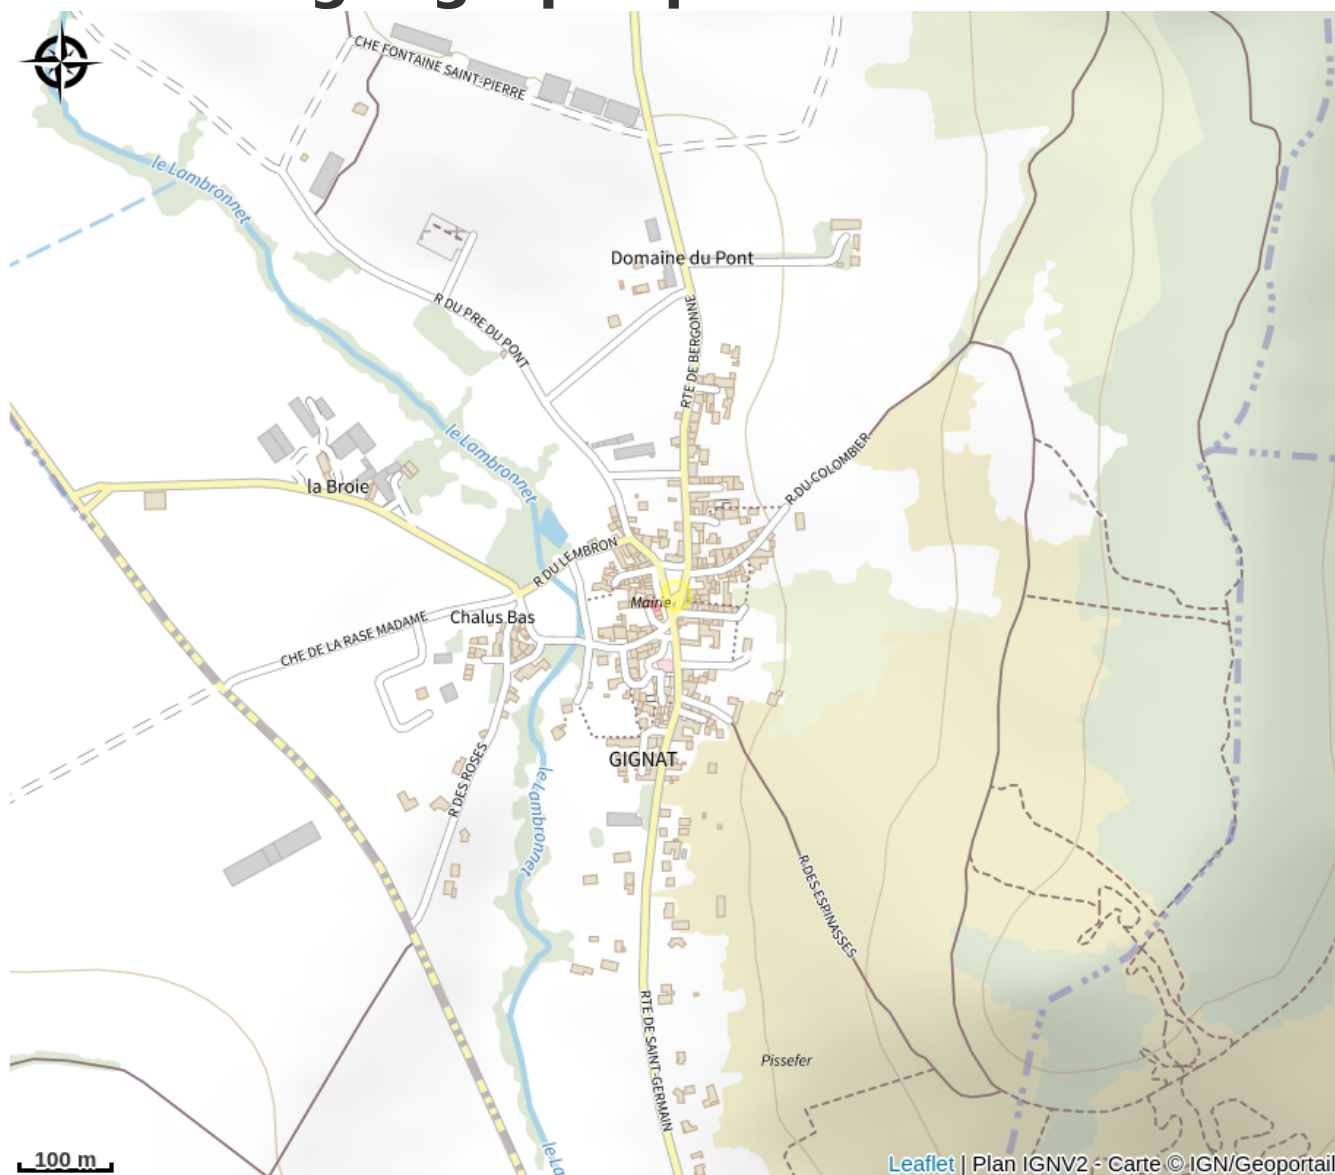 CHE FONTAINE SAINT-PIERRE
le Lambronnet
Domaine du Pont
R DU PRE DU PONT
RTE DE BERGONNE
le Lambronnet
R DU COLOMBIER
la Broie
R DU LEMBRON
Mairie
Chalus Bas
CHE DE LA RASE MADAME
GIGNAT
R DES ROSES
le Lambronnet
R DES ESPINASSES
RTE DE SAINT-GERMAIN
Pissefer
100 m
Leaflet | Plan IGNV2 - Carte © IGN/Geoportail